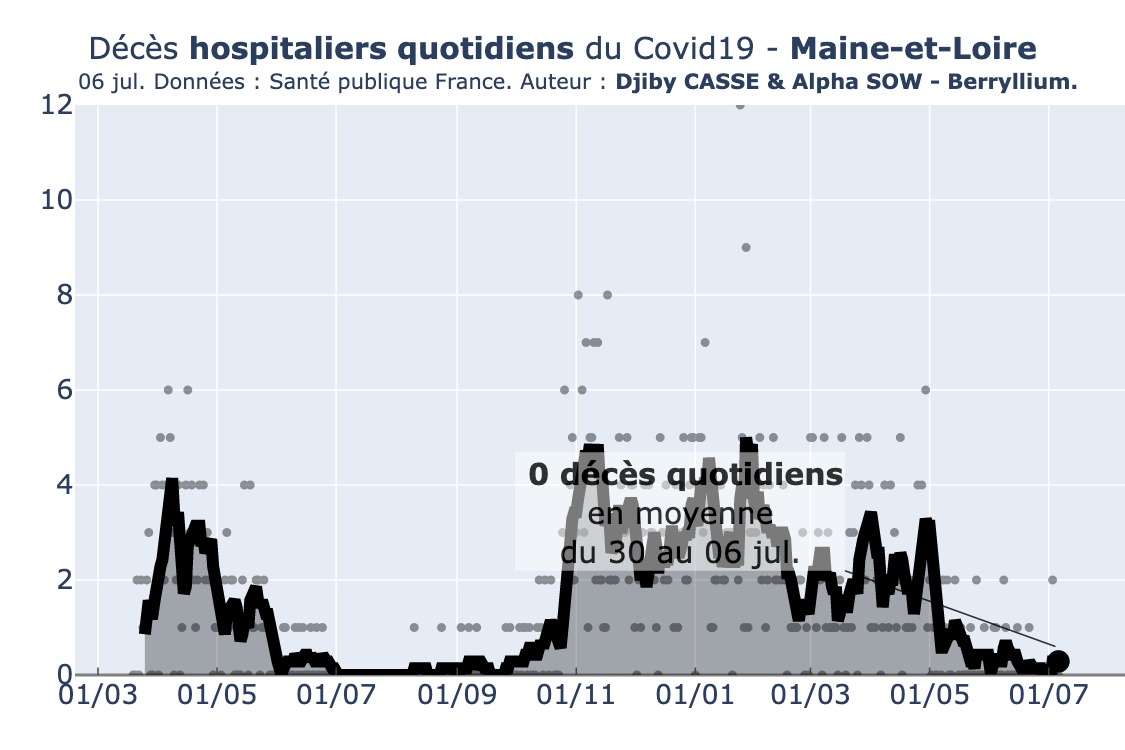 Décès hospitaliers quotidiens du Covid19 - Maine-et-Loire
06 jul. Données : Santé publique France. Auteur : Djiby CASSE & Alpha SOW - Berryllium.
12
10
8
6
4
2
0
0 décès quotidiens
en moyenne
du 30 au 06 jul.
01/03 01/05 01/07 01/09 01/11 01/01 01/03 01/05 01/07